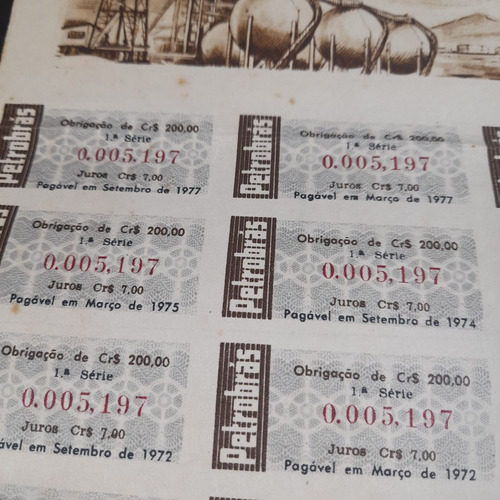 Obrigação de Cr$ 200,00
1.ª Série
0.005,197
Juros Cr$ 7,00
Pagável em Setembro de 1977
Petrobrás
Obrigação de Cr$ 200,00
1.ª Série
0.005,197
Juros Cr$ 7,00
Pagável em Março de 1977
Petrobrás
Obrigação de Cr$ 200,00
1.ª Série
0.005,197
Juros Cr$ 7,00
Pagável em Março de 1975
Petrobrás
Obrigação de Cr$ 200,00
1.ª Série
0.005,197
Juros Cr$ 7,00
Pagável em Setembro de 1974
Obrigação de Cr$ 200,00
1.ª Série
0.005,197
Juros Cr$ 7,00
ável em Setembro de 1972
Petrobrás
Obrigação de Cr$ 200,00
1.ª Série
0.005,197
Juros Cr$ 7,00
Pagável em Março de 1972